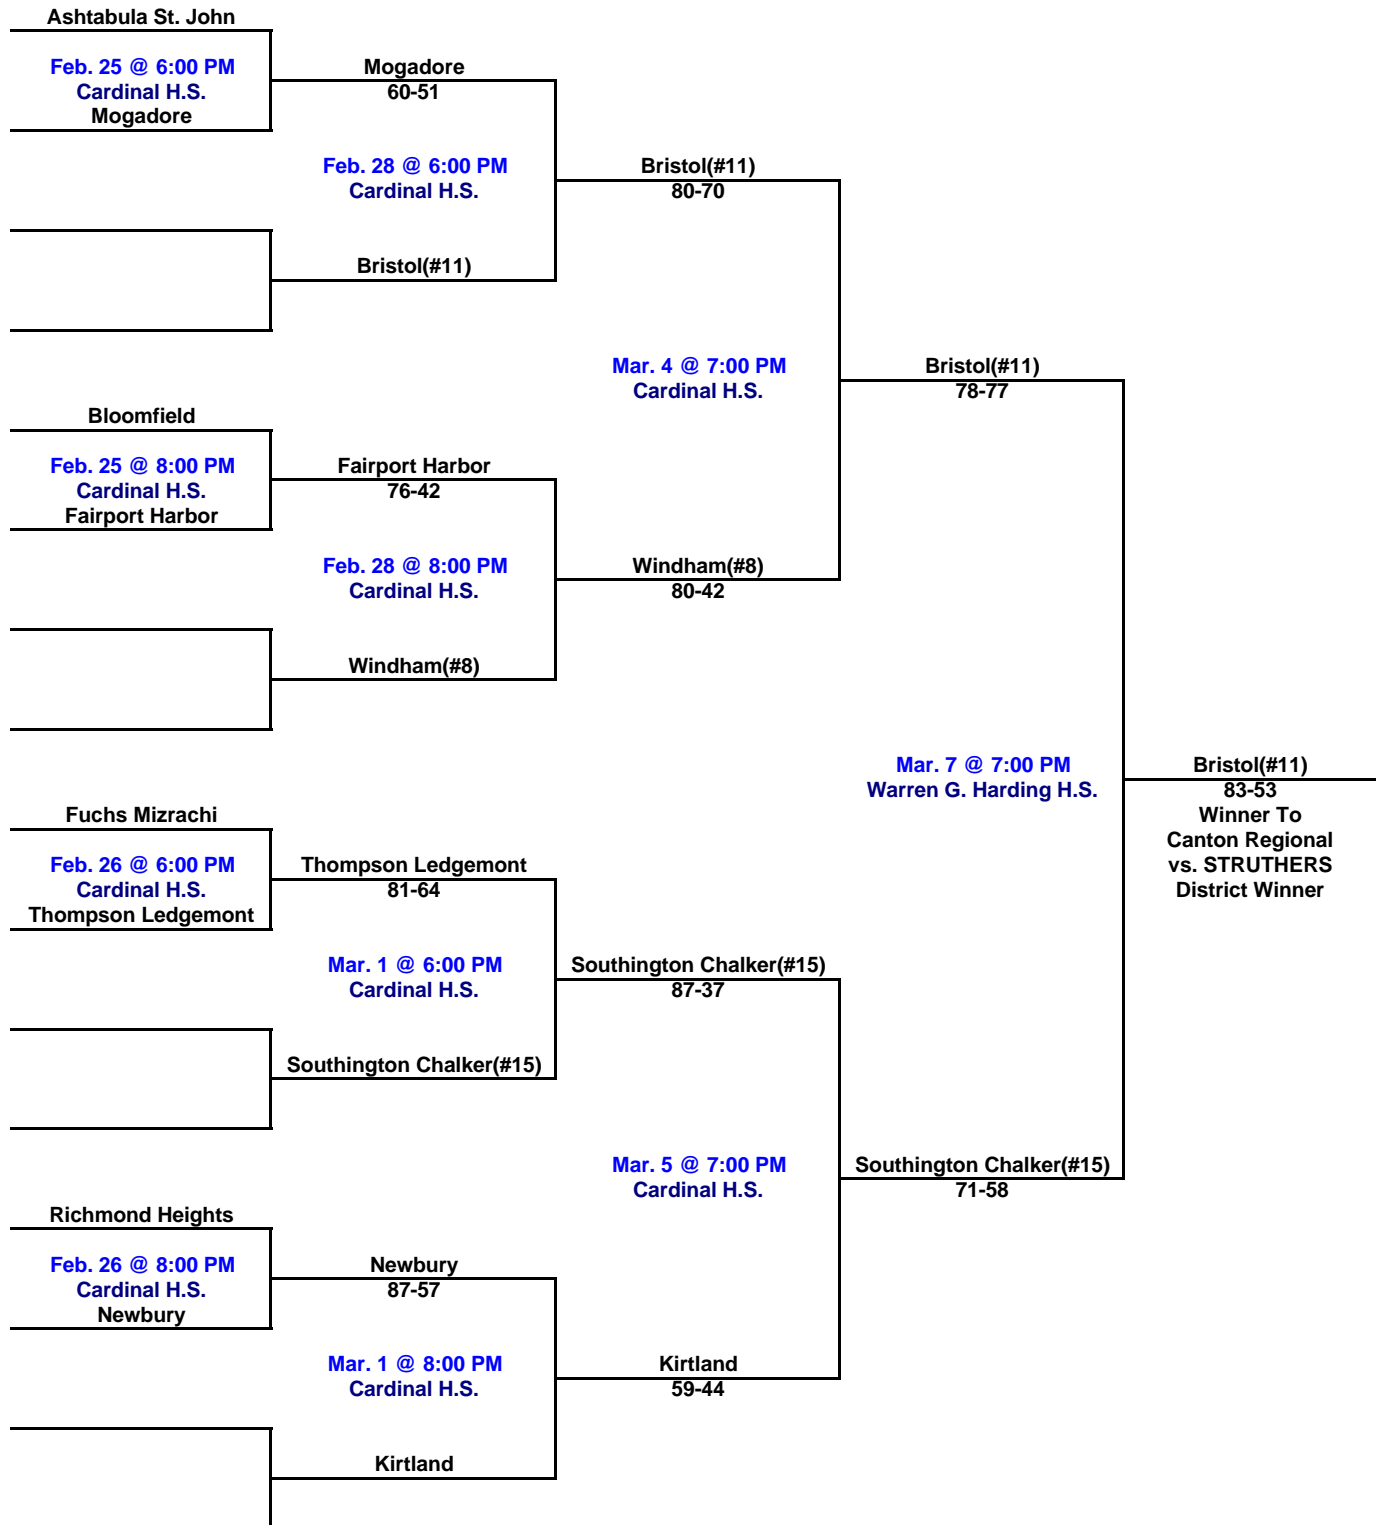 Ashtabula St. John
Feb. 25 @ 6:00 PM
Cardinal H.S.
Mogadore
Mogadore
60-51
Feb. 28 @ 6:00 PM
Cardinal H.S.
Bristol(#11)
Bristol(#11)
80-70
Mar. 4 @ 7:00 PM
Cardinal H.S.
Bristol(#11)
78-77
Bloomfield
Feb. 25 @ 8:00 PM
Cardinal H.S.
Fairport Harbor
Fairport Harbor
76-42
Feb. 28 @ 8:00 PM
Cardinal H.S.
Windham(#8)
Windham(#8)
80-42
Mar. 7 @ 7:00 PM
Warren G. Harding H.S.
Bristol(#11)
83-53
Winner To
Canton Regional
vs. STRUTHERS
District Winner
Fuchs Mizrachi
Feb. 26 @ 6:00 PM
Cardinal H.S.
Thompson Ledgemont
Thompson Ledgemont
81-64
Mar. 1 @ 6:00 PM
Cardinal H.S.
Southington Chalker(#15)
Southington Chalker(#15)
87-37
Mar. 5 @ 7:00 PM
Cardinal H.S.
Southington Chalker(#15)
71-58
Richmond Heights
Feb. 26 @ 8:00 PM
Cardinal H.S.
Newbury
Newbury
87-57
Mar. 1 @ 8:00 PM
Cardinal H.S.
Kirtland
Kirtland
59-44